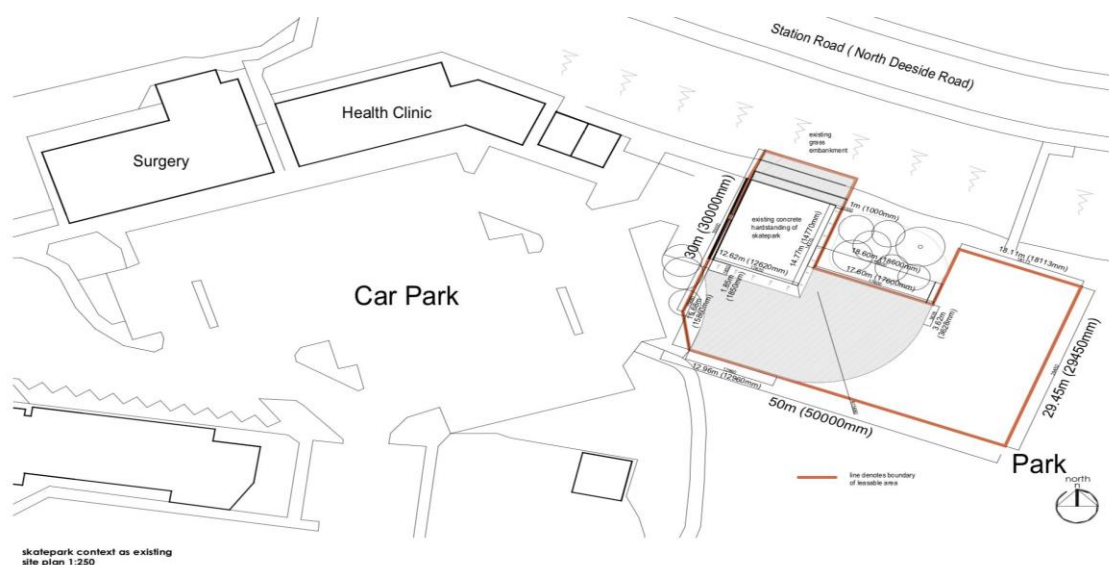 Station Road ( North Deeside Road)
Health Clinic
Surgery
existing
grass
embankment
1m (1000mm)
30m (30000mm)
existing concrete
hardstanding of
skatepark
14.77m (14770mm)
12.62m (12620mm)
18.60m (18600mm)
17.60m (17600mm)
18.11m (18113mm)
1.85m
(1850mm)
Car Park
3.62m
(3628mm)
12.96m (12960mm)
50m (50000mm)
29.45m (29450mm)
Park
line denotes boundary
of leasable area
north
skatepark context as existing
site plan 1:250